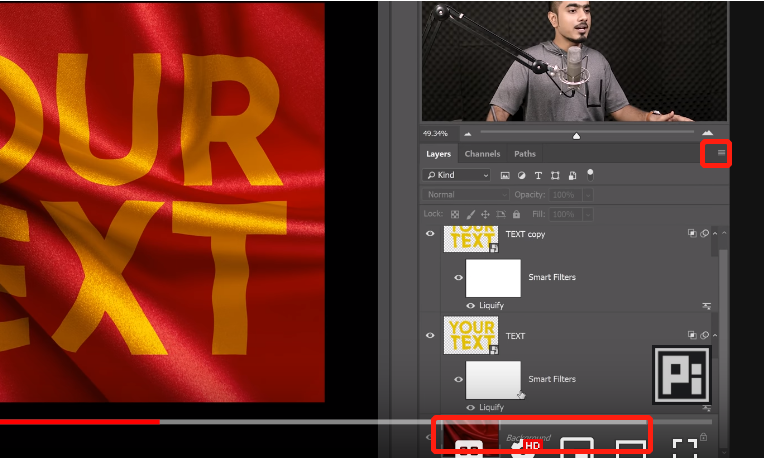 OUR
EXT
49.34%
Layers Channels Paths
Kind
Normal Opacity: 100%
Lock: Fill: 100%
YOUR
TEXT
TEXT copy
Smart Filters
Liquify
YOUR
TEXT
TEXT
Smart Filters
Liquify
Pi
Background
HD